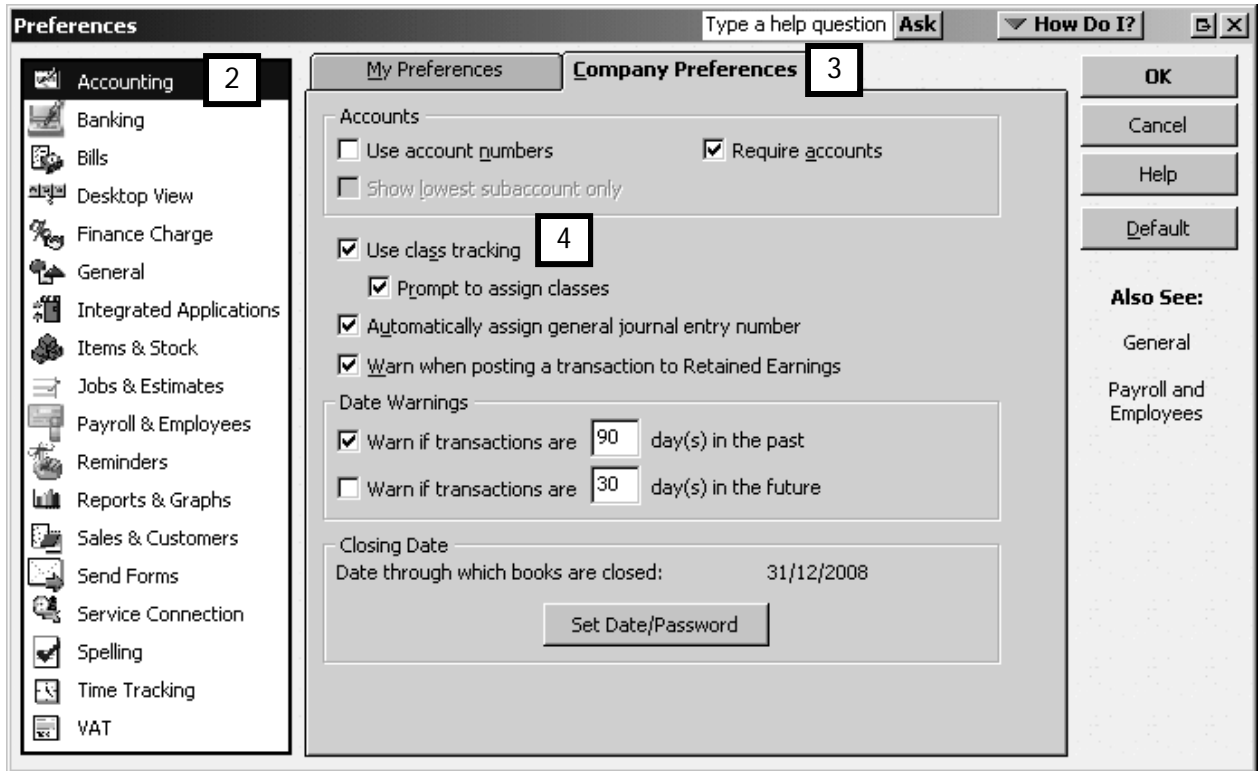 Preferences
Type a help question Ask
How Do I?
Accounting
2
Banking
Bills
Desktop View
Finance Charge
General
Integrated Applications
Items & Stock
Jobs & Estimates
Payroll & Employees
Reminders
Reports & Graphs
Sales & Customers
Send Forms
Service Connection
Spelling
Time Tracking
VAT
My Preferences
Company Preferences
3
Accounts
Use account numbers
Require accounts
Show lowest subaccount only
Use class tracking
4
Prompt to assign classes
Automatically assign general journal entry number
Warn when posting a transaction to Retained Earnings
Date Warnings
Warn if transactions are 90 day(s) in the past
Warn if transactions are 30 day(s) in the future
Closing Date
Date through which books are closed: 31/12/2008
Set Date/Password
OK
Cancel
Help
Default
Also See:
General
Payroll and
Employees